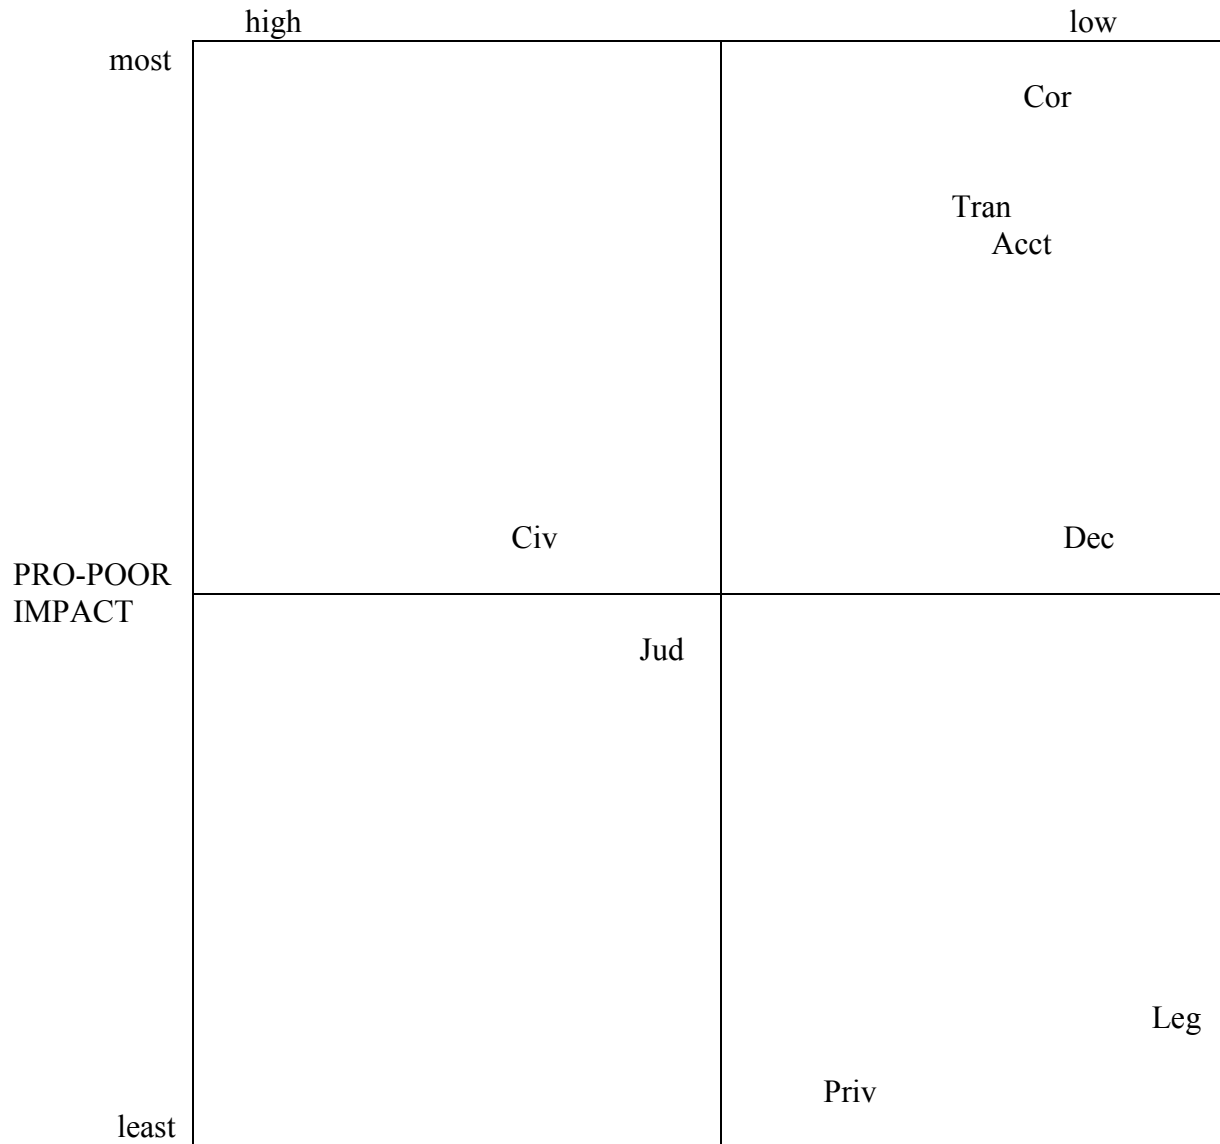 high low
most
Cor
Tran
Acct
Civ Dec
PRO-POOR
IMPACT
Jud
Leg
Priv
least